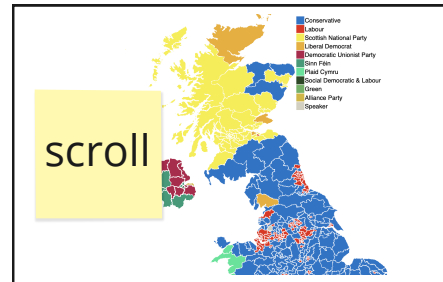 Conservative
Labour
Scottish National Party
Liberal Democrat
Democratic Unionist Party
Sinn Féin
Plaid Cymru
Social Democratic & Labour
Green
Alliance Party
Speaker
scroll